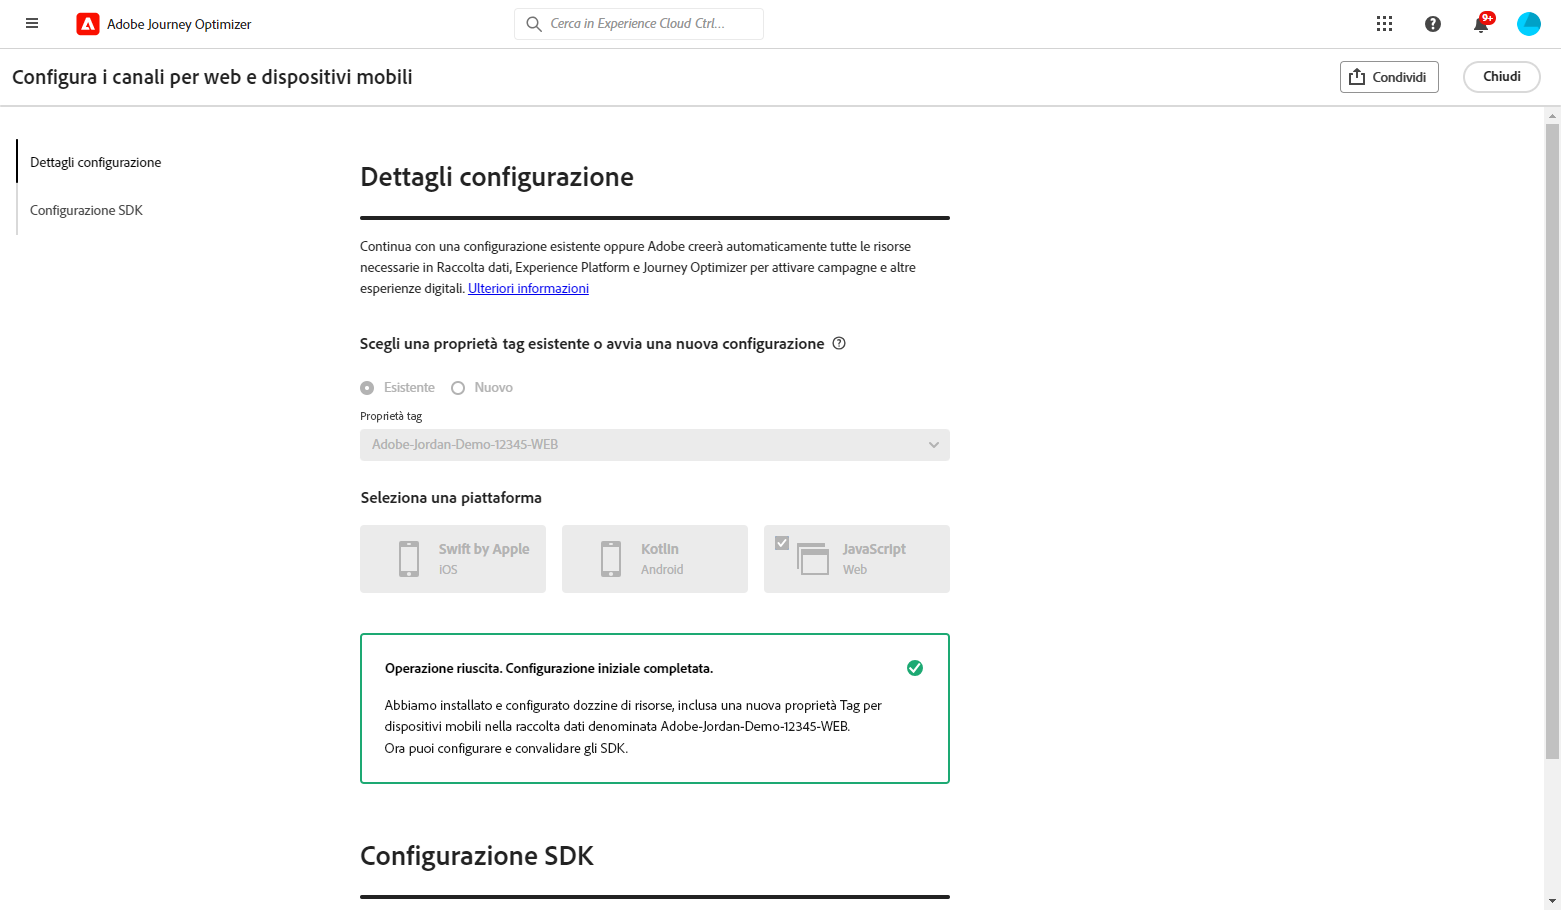 Adobe Journey Optimizer
Cerca in Experience Cloud Ctrl...
9+
Configura i canali per web e dispositivi mobili
Condividi
Chiudi
Dettagli configurazione
Configurazione SDK
Dettagli configurazione
Continua con una configurazione esistente oppure Adobe creerà automaticamente tutte le risorse
necessarie in Raccolta dati, Experience Platform e Journey Optimizer per attivare campagne e altre
esperienze digitali. Ulteriori informazioni
Scegli una proprietà tag esistente o avvia una nuova configurazione
Esistente
Nuovo
Proprietà tag
Adobe-Jordan-Demo-12345-WEB
Seleziona una piattaforma
Swift by Apple
iOS
Kotlin
Android
JavaScript
Web
Operazione riuscita. Configurazione iniziale completata.
Abbiamo installato e configurato dozzine di risorse, inclusa una nuova proprietà Tag per
dispositivi mobili nella raccolta dati denominata Adobe-Jordan-Demo-12345-WEB.
Ora puoi configurare e convalidare gli SDK.
Configurazione SDK